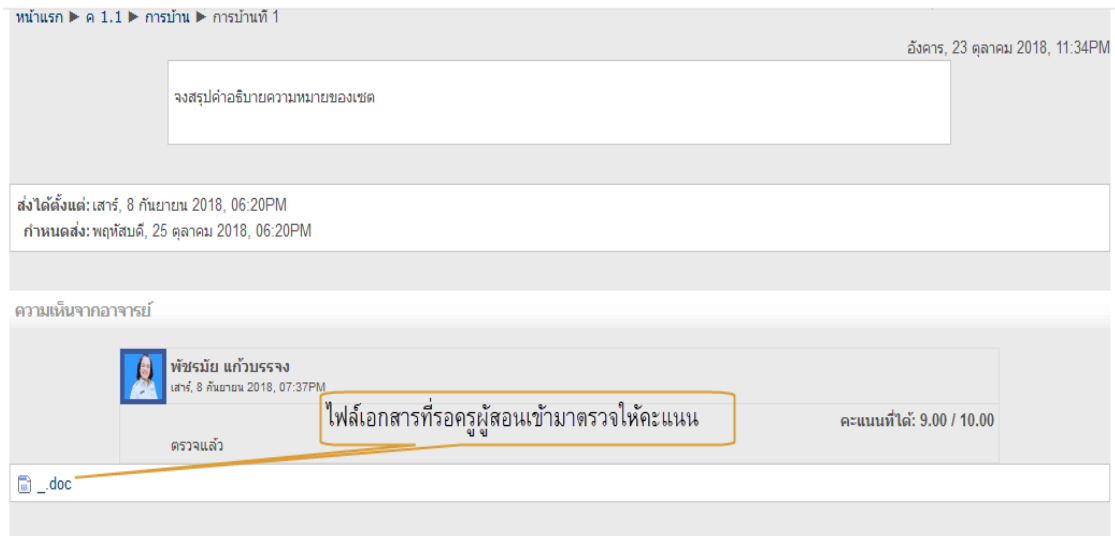 หน้าแรก ▶ ค 1.1 ▶ การบ้าน ▶ การบ้านที่ 1
อังคาร, 23 ตุลาคม 2018, 11:34PM
จงสรุปคำอธิบายความหมายของเซต
ส่งได้ตั้งแต่: เสาร์, 8 กันยายน 2018, 06:20PM
กำหนดส่ง: พฤหัสบดี, 25 ตุลาคม 2018, 06:20PM
ความเห็นจากอาจารย์
พัชรมัย แก้วบรรจง
เสาร์, 8 กันยายน 2018, 07:37PM
ไฟล์เอกสารที่รอครูผู้สอนเข้ามาตรวจให้คะแนน
คะแนนที่ได้: 9.00 / 10.00
ตรวจแล้ว
_.doc